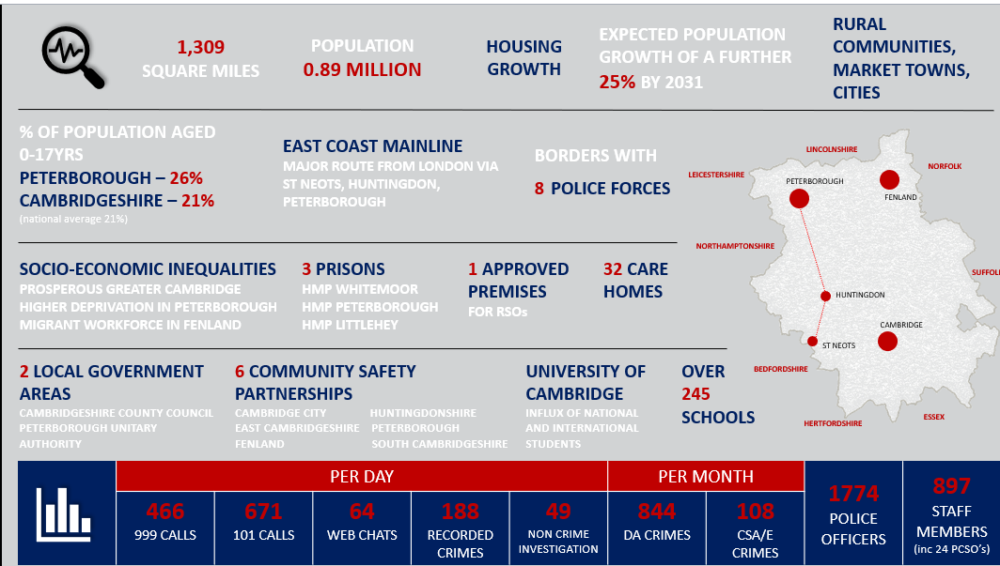 1,309
SQUARE MILES
POPULATION
0.89 MILLION
HOUSING
GROWTH
EXPECTED POPULATION
GROWTH OF A FURTHER
25% BY 2031
RURAL
COMMUNITIES,
MARKET TOWNS,
CITIES
% OF POPULATION AGED
0-17YRS
PETERBOROUGH – 26%
CAMBRIDGESHIRE – 21%
(national average 21%)
EAST COAST MAINLINE
MAJOR ROUTE FROM LONDON VIA
ST NEOTS, HUNTINGDON,
PETERBOROUGH
BORDERS WITH
8 POLICE FORCES
SOCIO-ECONOMIC INEQUALITIES
PROSPEROUS GREATER CAMBRIDGE
HIGHER DEPRIVATION IN PETERBOROUGH
MIGRANT WORKFORCE IN FENLAND
3 PRISONS
HMP WHITEMOOR
HMP PETERBOROUGH
HMP LITTLEHEY
1 APPROVED
PREMISES
FOR RSOs
32 CARE
HOMES
LINCOLNSHIRE
LEICESTERSHIRE
NORFOLK
PETERBOROUGH
FENLAND
NORTHAMPTONSHIRE
SUFFOLK
HUNTINGDON
CAMBRIDGE
ST NEOTS
BEDFORDSHIRE
HERTFORDSHIRE
ESSEX
2 LOCAL GOVERNMENT
AREAS
CAMBRIDGESHIRE COUNTY COUNCIL
PETERBOROUGH UNITARY
AUTHORITY
6 COMMUNITY SAFETY
PARTNERSHIPS
CAMBRIDGE CITY
EAST CAMBRIDGESHIRE
FENLAND
HUNTINGDONSHIRE
PETERBOROUGH
SOUTH CAMBRIDGESHIRE
UNIVERSITY OF
CAMBRIDGE
INFLUX OF NATIONAL
AND INTERNATIONAL
STUDENTS
OVER
245
SCHOOLS
PER DAY
466
999 CALLS
671
101 CALLS
64
WEB CHATS
188
RECORDED
CRIMES
49
NON CRIME
INVESTIGATION
PER MONTH
844
DA CRIMES
108
CSA/E
CRIMES
1774
POLICE
OFFICERS
897
STAFF
MEMBERS
(inc 24 PCSO's)